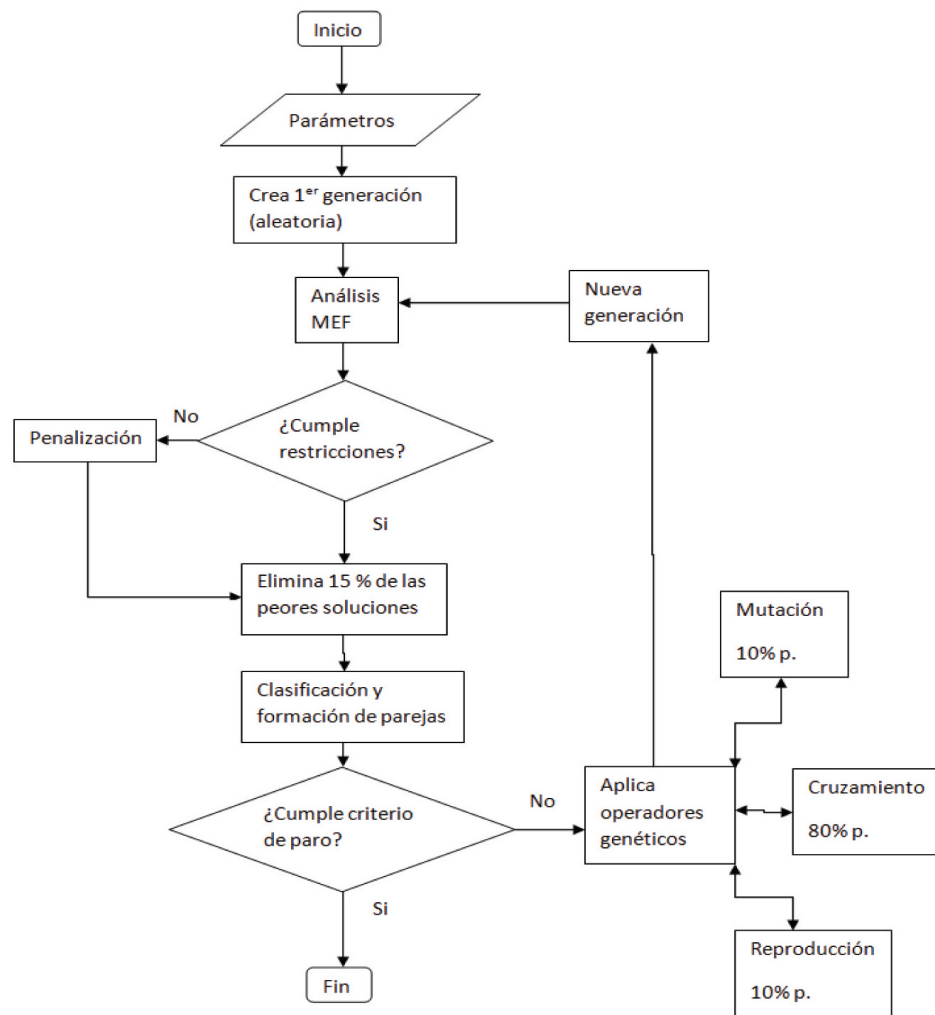 Inicio
Parámetros
Crea 1er generación
(aleatoria)
Análisis
MEF
Nueva
generación
¿Cumple
restricciones?
No
Penalización
Si
Elimina 15 % de las
peores soluciones
Clasificación y
formación de parejas
¿Cumple criterio
de paro?
No
Aplica
operadores
genéticos
Mutación
10% p.
Cruzamiento
80% p.
Reproducción
10% p.
Si
Fin